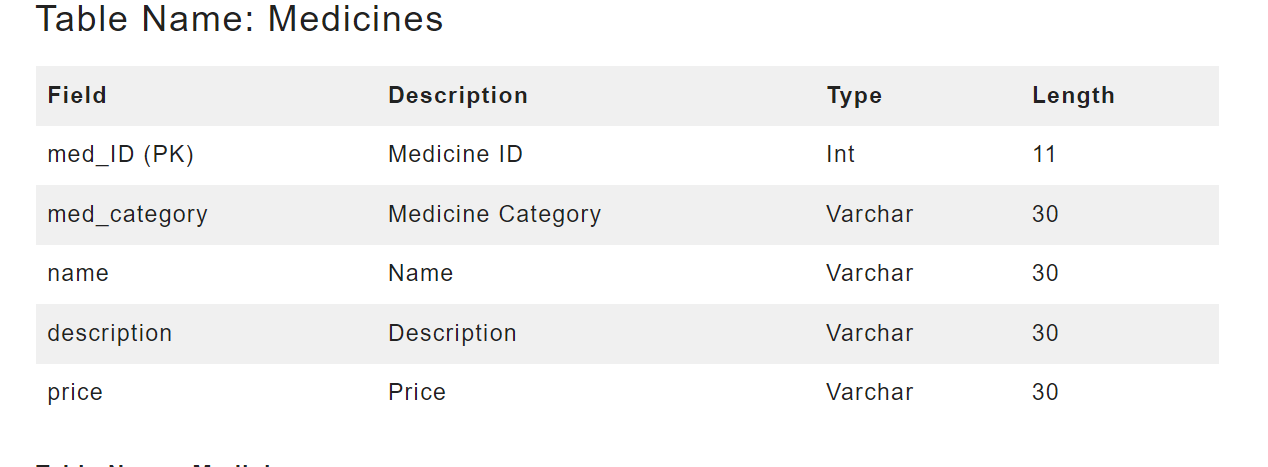 Table Name: Medicines
Field Description Type Length
med_ID (PK) Medicine ID Int 11
med_category Medicine Category Varchar 30
name Name Varchar 30
description Description Varchar 30
price Price Varchar 30